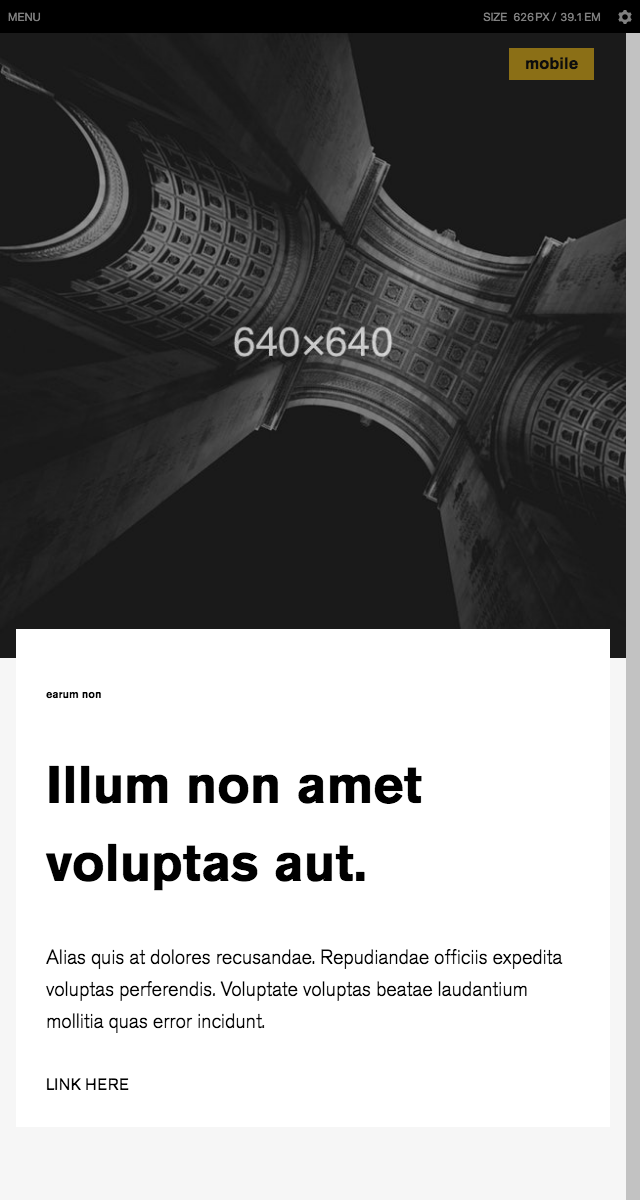 MENU
SIZE 626PX / 39.1EM
mobile
640×640
earum non
Illum non amet
voluptas aut.
Alias quis at dolores recusandae. Repudiandae officiis expedita
voluptas perferendis. Voluptate voluptas beatae laudantium
mollitia quas error incidunt.
LINK HERE